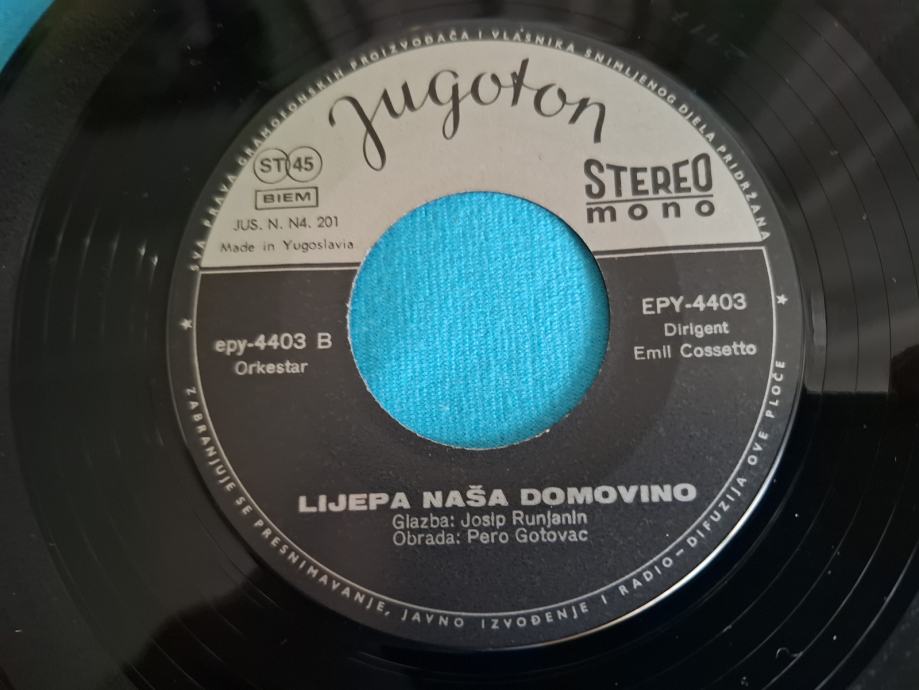 SVA PRAVA GRAMOFONSKIH PROIZVOĐAČA I VLASNIKA SNIMLJENOG DJELA PRIDRŽANA
jugoton
ST 45
BIEM
JUS. N. N4. 201
Made in Yugoslavia
STEREO
mono
epy-4403 B
Orkestar
EPY-4403
Dirigent
Emil Cossetto
LIJEPA NAŠA DOMOVINO
Glazba: Josip Runjanin
Obrada: Pero Gotovac
ZABRANJUJE SE PRESNIMAVANJE, JAVNO IZVOĐENJE I RADIO-DIFUZIJA OVE PLOČE